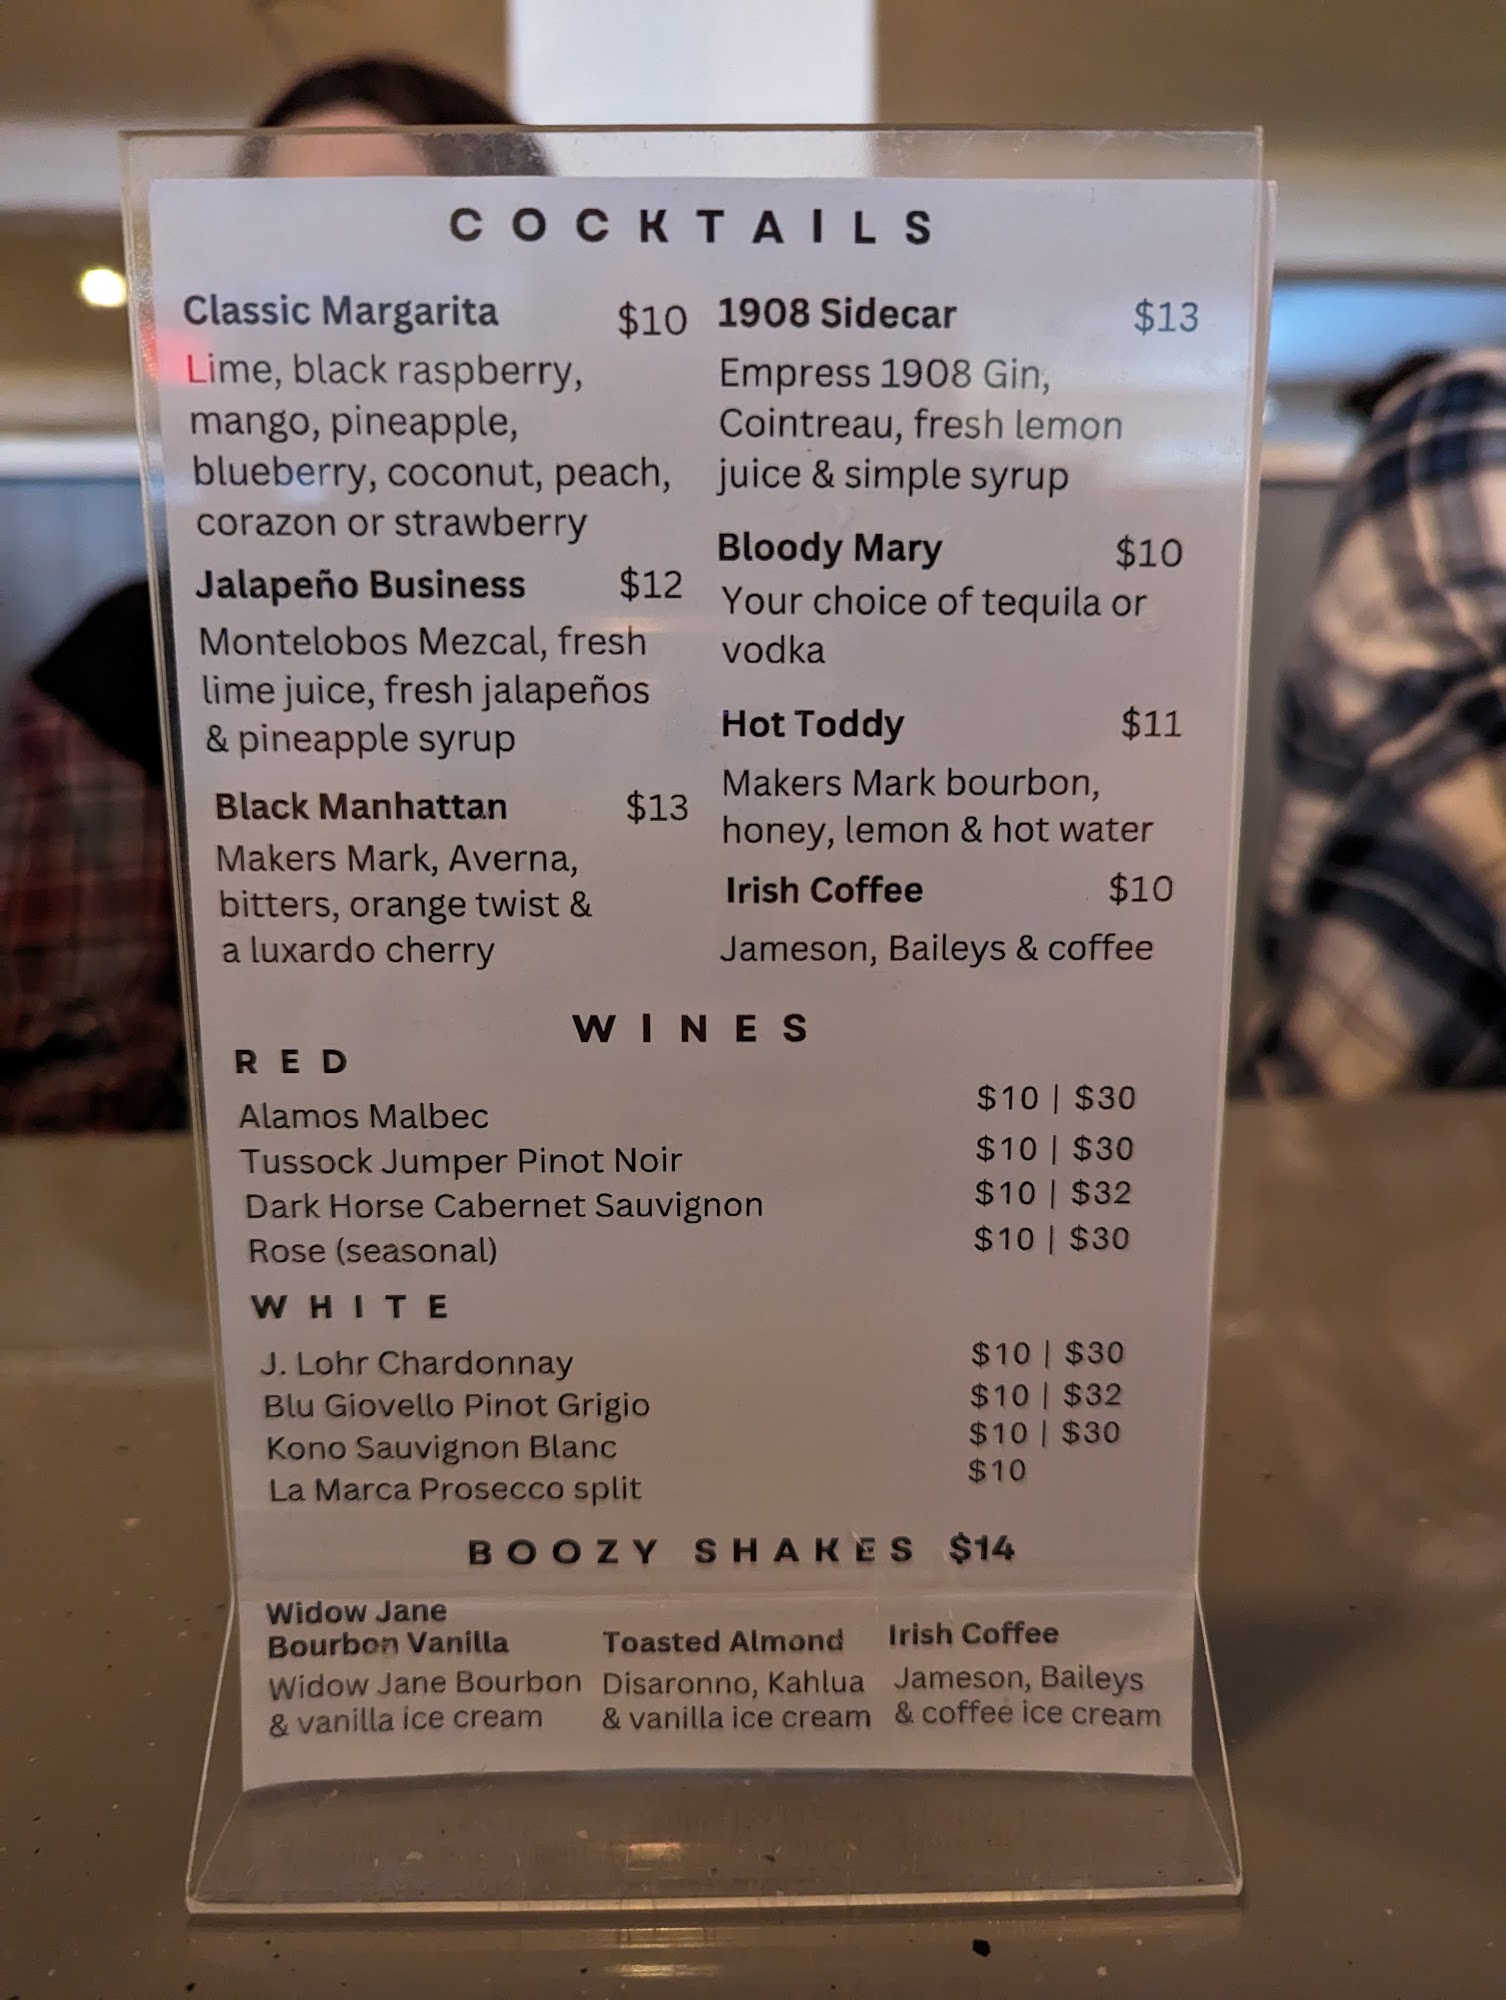 COCKTAILS
Classic Margarita $10
Lime, black raspberry,
mango, pineapple,
blueberry, coconut, peach,
corazon or strawberry
Jalapeño Business $12
Montelobos Mezcal, fresh
lime juice, fresh jalapeños
& pineapple syrup
Black Manhattan $13
Makers Mark, Averna,
bitters, orange twist &
a luxardo cherry
1908 Sidecar $13
Empress 1908 Gin,
Cointreau, fresh lemon
juice & simple syrup
Bloody Mary $10
Your choice of tequila or
vodka
Hot Toddy $11
Makers Mark bourbon,
honey, lemon & hot water
Irish Coffee $10
Jameson, Baileys & coffee
WINES
RED
Alamos Malbec $10 | $30
Tussock Jumper Pinot Noir $10 | $30
Dark Horse Cabernet Sauvignon $10 | $32
Rose (seasonal) $10 | $30
WHITE
J. Lohr Chardonnay $10 | $30
Blu Giovello Pinot Grigio $10 | $32
Kono Sauvignon Blanc $10 | $30
La Marca Prosecco split $10
BOOZY SHAKES $14
Widow Jane
Bourbon Vanilla
Widow Jane Bourbon
& vanilla ice cream
Toasted Almond
Disaronno, Kahlua
& vanilla ice cream
Irish Coffee
Jameson, Baileys
& coffee ice cream